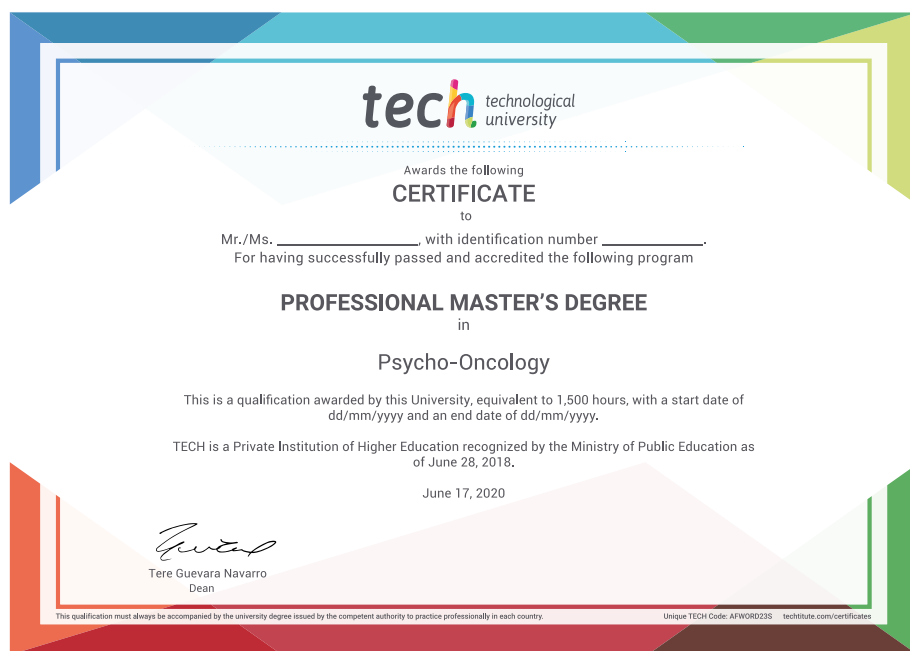 tech technological
university
Awards the following
CERTIFICATE
to
Mr./Ms. ________________, with identification number ____________.
For having successfully passed and accredited the following program
PROFESSIONAL MASTER'S DEGREE
in
Psycho-Oncology
This is a qualification awarded by this University, equivalent to 1,500 hours, with a start date of
dd/mm/yyyy and an end date of dd/mm/yyyy.
TECH is a Private Institution of Higher Education recognized by the Ministry of Public Education as
of June 28, 2018.
June 17, 2020
Tere Guevara Navarro
Dean
This qualification must always be accompanied by the university degree issued by the competent authority to practice professionally in each country.
Unique TECH Code: AFWORD23S techtitute.com/certificates